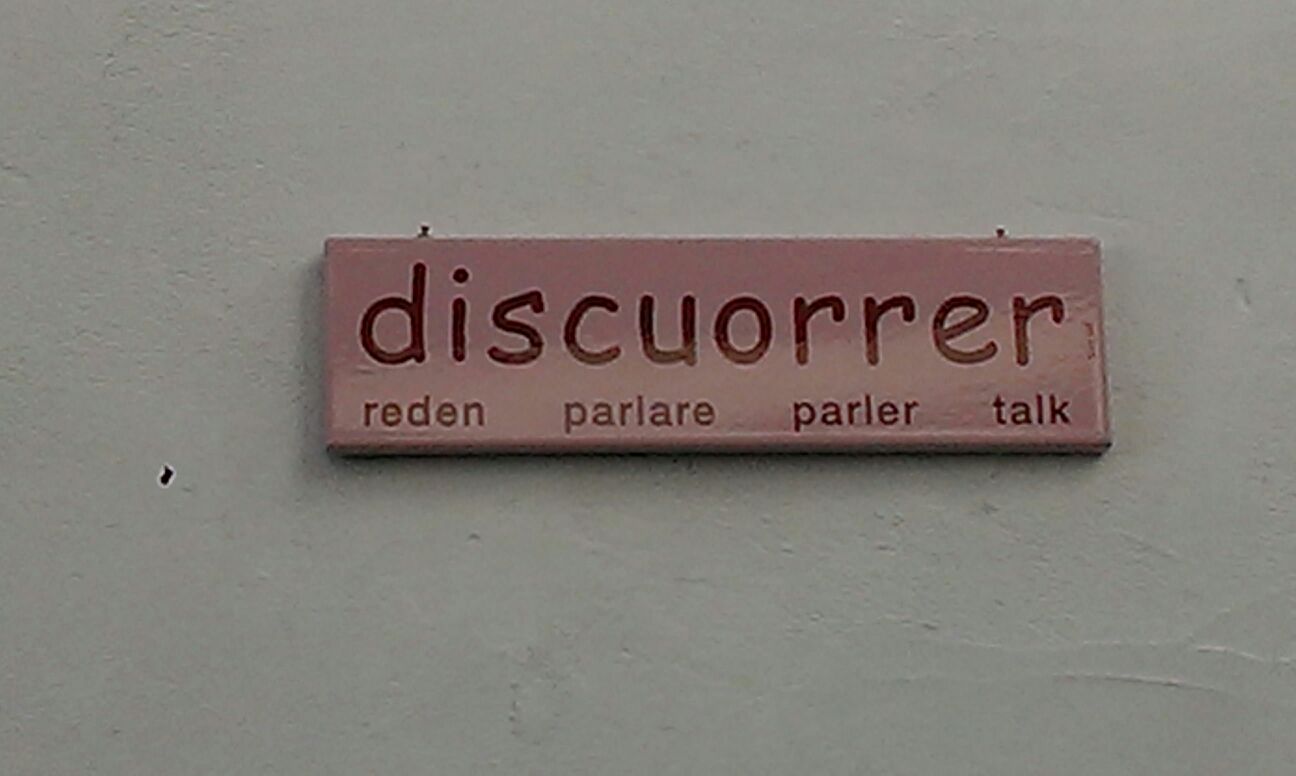 discuorrer
reden parlare parler talk